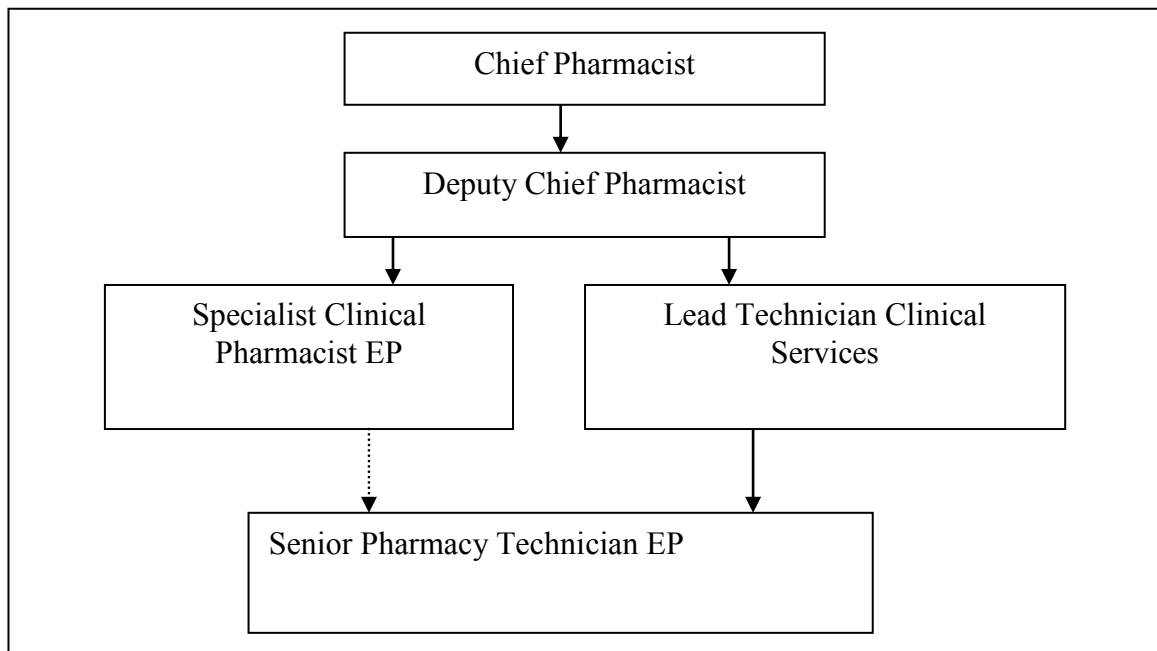 Chief Pharmacist
Deputy Chief Pharmacist
Specialist Clinical
Pharmacist EP
Lead Technician Clinical
Services
Senior Pharmacy Technician EP